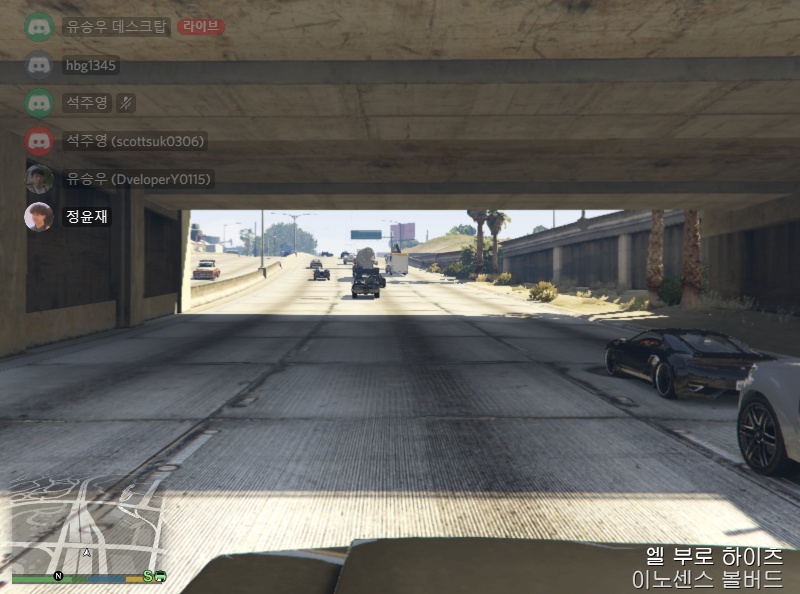 유승우 데스크탑 라이브
hbg1345
석주영
석주영 (scottsuk0306)
유승우 (DveloperY0115)
정윤재
N
S
엘 부로 하이츠
이노센스 볼버드